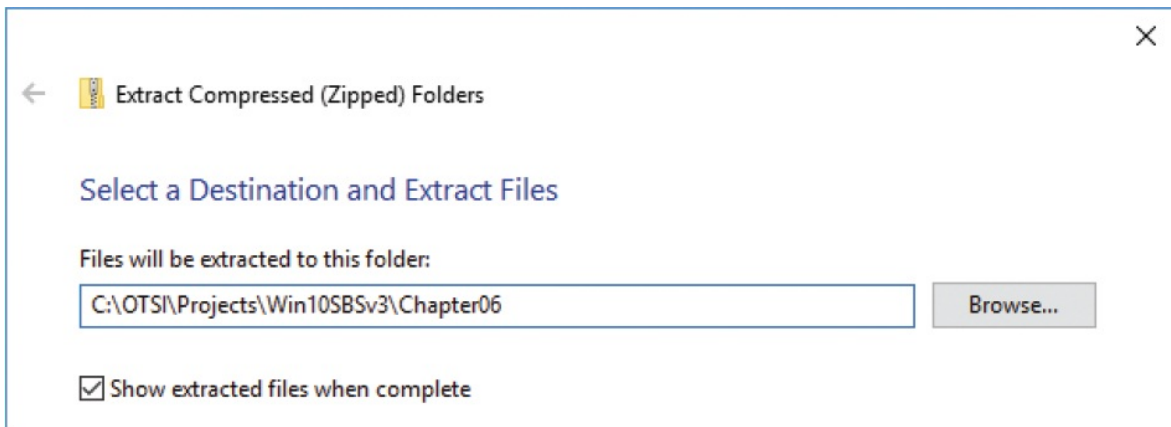 Extract Compressed (Zipped) Folders
Select a Destination and Extract Files
Files will be extracted to this folder:
C:\OTSI\Projects\Win10SBSv3\Chapter06
Browse...
Show extracted files when complete